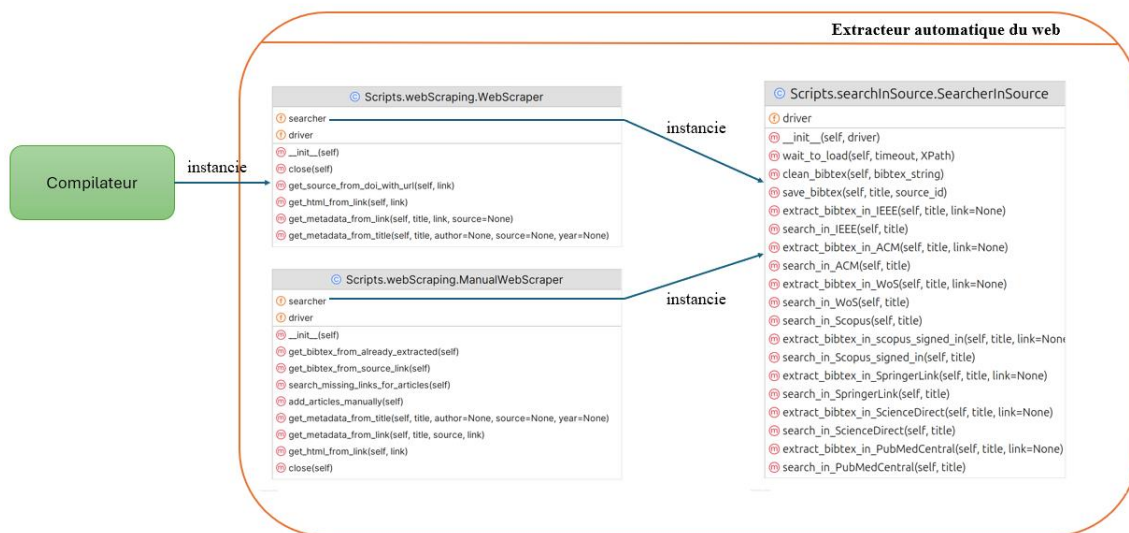 Extracteur automatique du web
Compilateur
instancie
Scripts.webScraping.WebScraper
searcher
driver
__init__(self)
close(self)
get_source_from_doi_with_url(self, link)
get_html_from_link(self, link)
get_metadata_from_link(self, title, link, source=None)
get_metadata_from_title(self, title, author=None, source=None, year=None)
instancie
Scripts.webScraping.ManualWebScraper
searcher
driver
__init__(self)
get_bibtex_from_already_extracted(self)
get_bibtex_from_source_link(self)
search_missing_links_for_articles(self)
add_articles_manually(self)
get_metadata_from_title(self, title, author=None, source=None, year=None)
get_metadata_from_link(self, title, source, link)
get_html_from_link(self, link)
close(self)
instancie
Scripts.searchInSource.SearcherInSource
driver
__init__(self, driver)
wait_to_load(self, timeout, XPath)
clean_bibtex(self, bibtex_string)
save_bibtex(self, title, source_id)
extract_bibtex_in_IEEE(self, title, link=None)
search_in_IEEE(self, title)
extract_bibtex_in_ACM(self, title, link=None)
search_in_ACM(self, title)
extract_bibtex_in_WoS(self, title, link=None)
search_in_WoS(self, title)
search_in_Scopus(self, title)
extract_bibtex_in_scopus_signed_in(self, title, link=None
search_in_Scopus_signed_in(self, title)
extract_bibtex_in_SpringerLink(self, title, link=None)
search_in_SpringerLink(self, title)
extract_bibtex_in_ScienceDirect(self, title, link=None)
search_in_ScienceDirect(self, title)
extract_bibtex_in_PubMedCentral(self, title, link=None)
search_in_PubMedCentral(self, title)